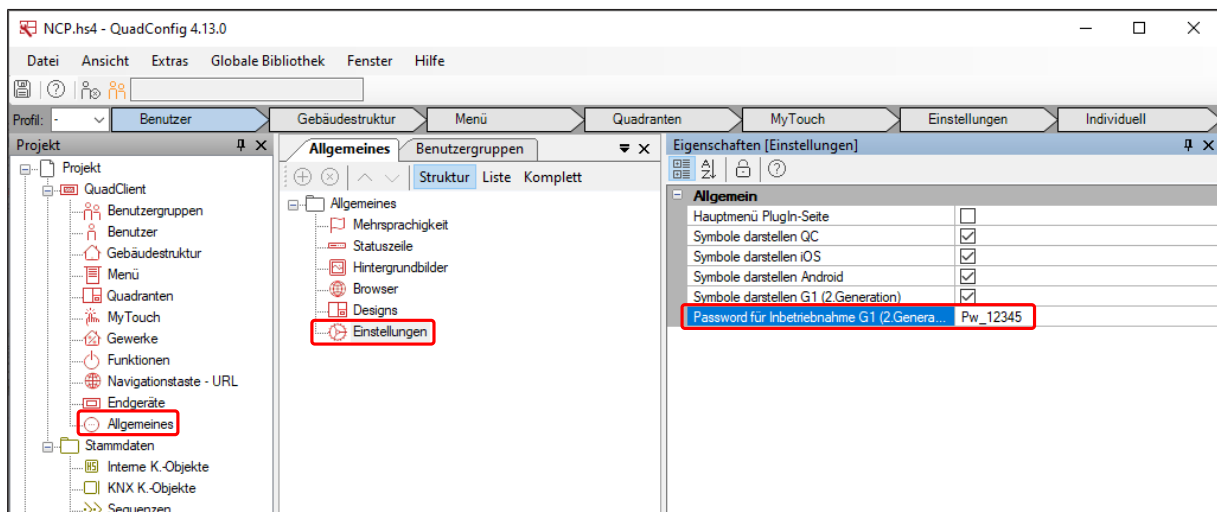 NCP.hs4 - QuadConfig 4.13.0
Datei Ansicht Extras Globale Bibliothek Fenster Hilfe
Profil: - Benutzer Gebäudestruktur Menü Quadranten MyTouch Einstellungen Individuell
Projekt
Projekt
QuadClient
Benutzergruppen
Benutzer
Gebäudestruktur
Menü
Quadranten
MyTouch
Gewerke
Funktionen
Navigationstaste - URL
Endgeräte
Allgemeines
Stammdaten
HS Interne K.-Objekte
KNX K.-Objekte
Sequenzen
Allgemeines Benutzergruppen
Struktur Liste Komplett
Allgemeines
Mehrsprachigkeit
Statuszeile
Hintergrundbilder
Browser
Designs
Einstellungen
Eigenschaften [Einstellungen]
Allgemein
Hauptmenü PlugIn-Seite
Symbole darstellen QC
Symbole darstellen iOS
Symbole darstellen Android
Symbole darstellen G1 (2.Generation)
Password für Inbetriebnahme G1 (2.Genera... Pw_12345